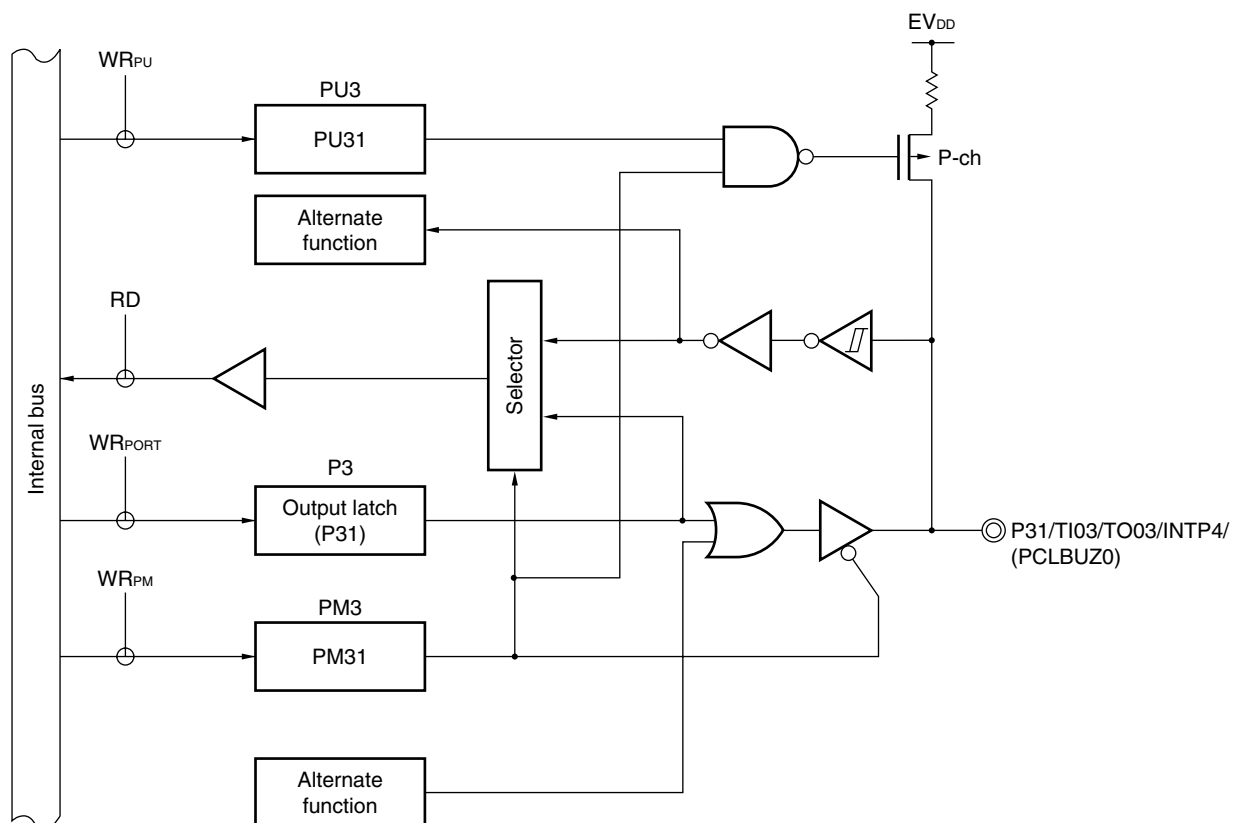 EVDD
WRPU
PU3
PU31
P-ch
Alternate
function
RD
Selector
Internal bus
WRPORT
P3
Output latch
(P31)
P31/TI03/TO03/INTP4/
(PCLBUZ0)
WRPM
PM3
PM31
Alternate
function